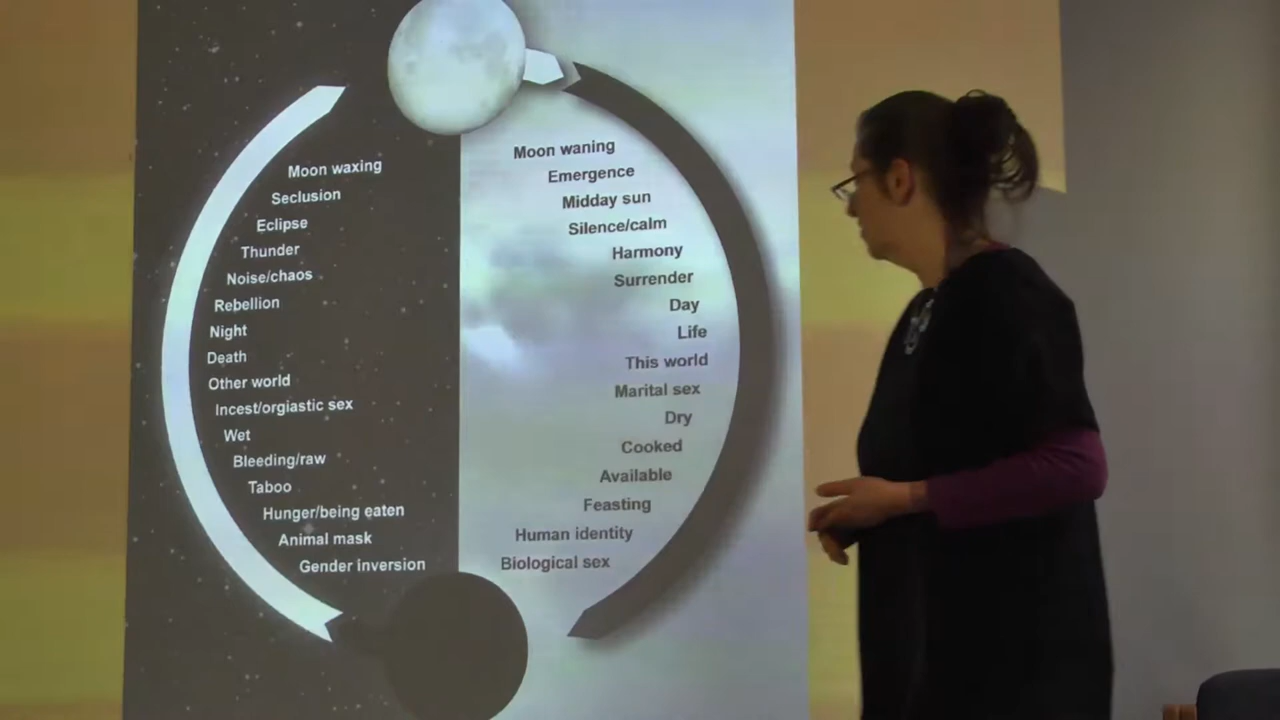 Moon waxing
Seclusion
Eclipse
Thunder
Noise/chaos
Rebellion
Night
Death
Other world
Incest/orgiastic sex
Wet
Bleeding/raw
Taboo
Hunger/being eaten
Animal mask
Gender inversion
Moon waning
Emergence
Midday sun
Silence/calm
Harmony
Surrender
Day
Life
This world
Marital sex
Dry
Cooked
Available
Feasting
Human identity
Biological sex